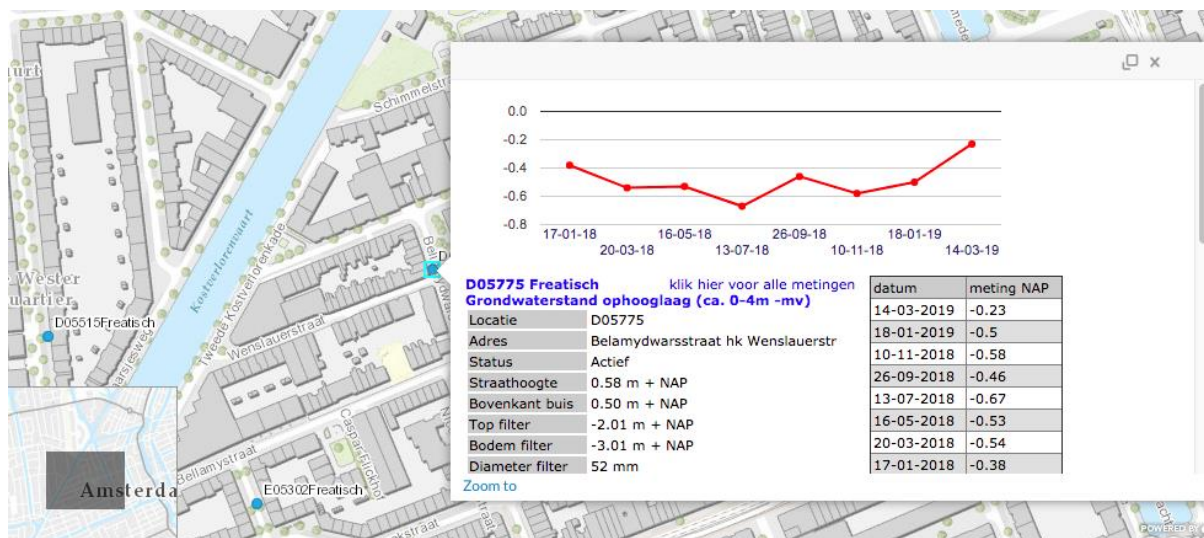 Schimmelstr
Kostverlorenvaart
Tweede Kostverlorenkade
Wenslauerstraat
D05515Freatisch
Bellamystraat
Caspar Flickhof
E05302Freatisch
Amsterda
0.0
-0.2
-0.4
-0.6
-0.8
17-01-18 16-05-18 26-09-18 18-01-19
20-03-18 13-07-18 10-11-18 14-03-19
D05775 Freatisch klik hier voor alle metingen
Grondwaterstand ophooglaag (ca. 0-4m -mv)
Locatie D05775
Adres Belamydwarsstraat hk Wenslauerstr
Status Actief
Straathoogte 0.58 m + NAP
Bovenkant buis 0.50 m + NAP
Top filter -2.01 m + NAP
Bodem filter -3.01 m + NAP
Diameter filter 52 mm
Zoom to
datum meting NAP
14-03-2019 -0.23
18-01-2019 -0.5
10-11-2018 -0.58
26-09-2018 -0.46
13-07-2018 -0.67
16-05-2018 -0.53
20-03-2018 -0.54
17-01-2018 -0.38
POWERED BY